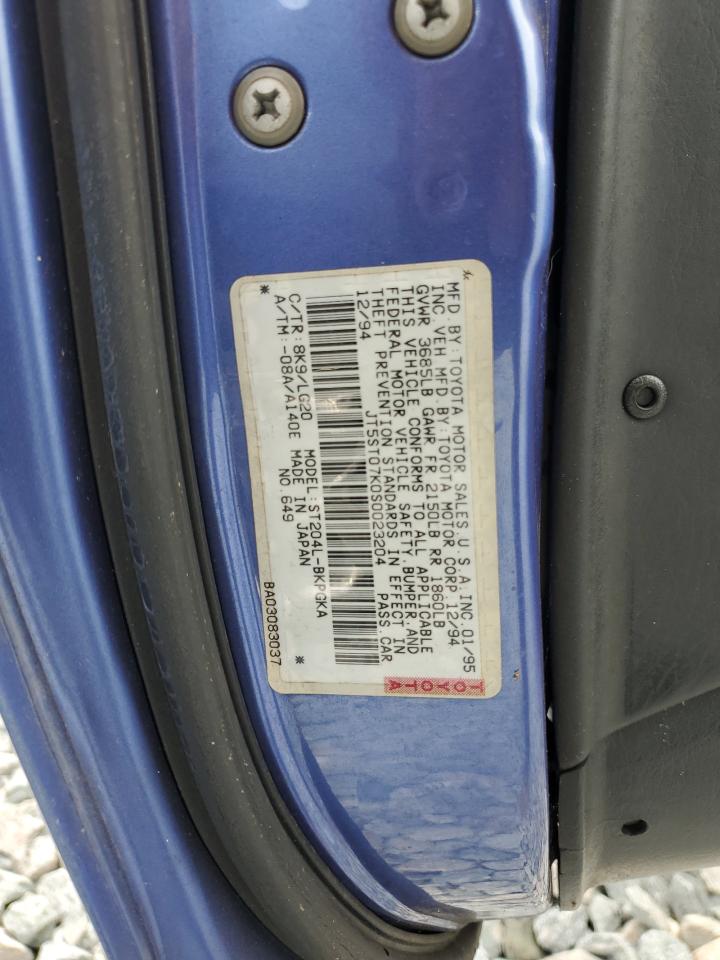 MFD. BY: TOYOTA MOTOR SALES, U.S.A. INC. 01/95
INC. VEH MFD. BY: TOYOTA MOTOR CORP. 12/94
GVWR 3685LB GAWR FR 2150LB RR 1860LB
THIS VEHICLE CONFORMS TO ALL APPLICABLE
FEDERAL MOTOR VEHICLE SAFETY, BUMPER, AND
THEFT PREVENTION STANDARDS IN EFFECT IN
12/94 JT5ST07K0S0023204 PASS. CAR
MODEL: ST204L-BKPGKA
C/TR: 8K9/LG20 MADE IN JAPAN
A/TM: -08A/A140E NO. 649
BA03083037
TOYOTA